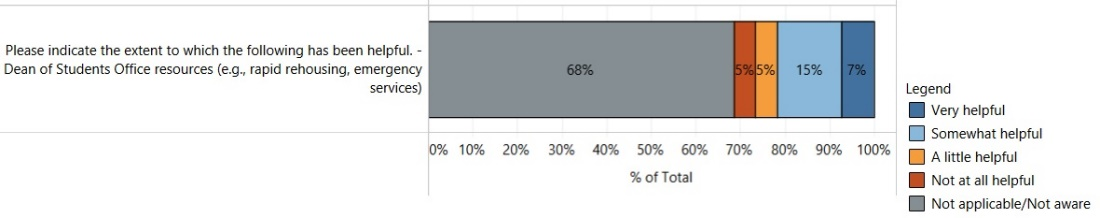 Please indicate the extent to which the following has been helpful. -
Dean of Students Office resources (e.g., rapid rehousing, emergency
services)
68%
5%
5%
15%
7%
0% 10% 20% 30% 40% 50% 60% 70% 80% 90% 100%
% of Total
Legend
Very helpful
Somewhat helpful
A little helpful
Not at all helpful
Not applicable/Not aware